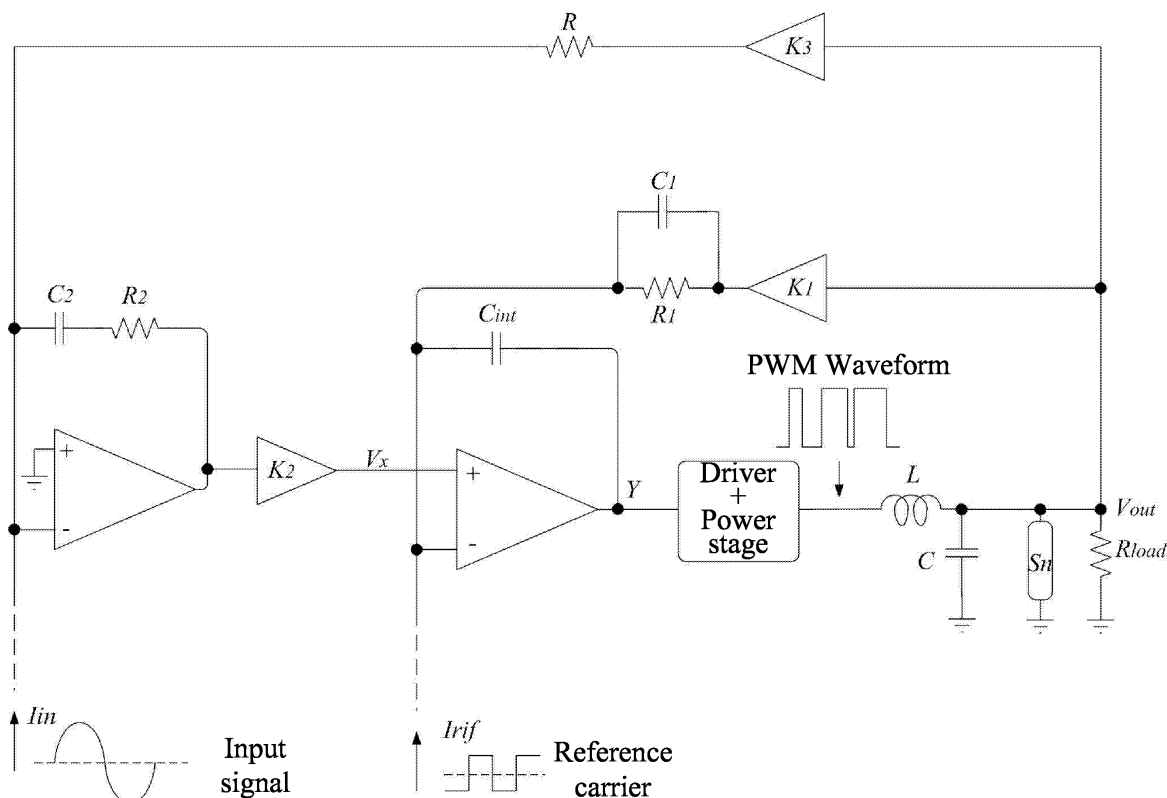 R
K3
C1
K1
R1
C2
R2
Cint
PWM Waveform
+
K2
Vx
+
Y
Driver
+
Power
stage
L
Vout
-
-
C
Sn
Rload
Iin
Input
signal
Irif
Reference
carrier